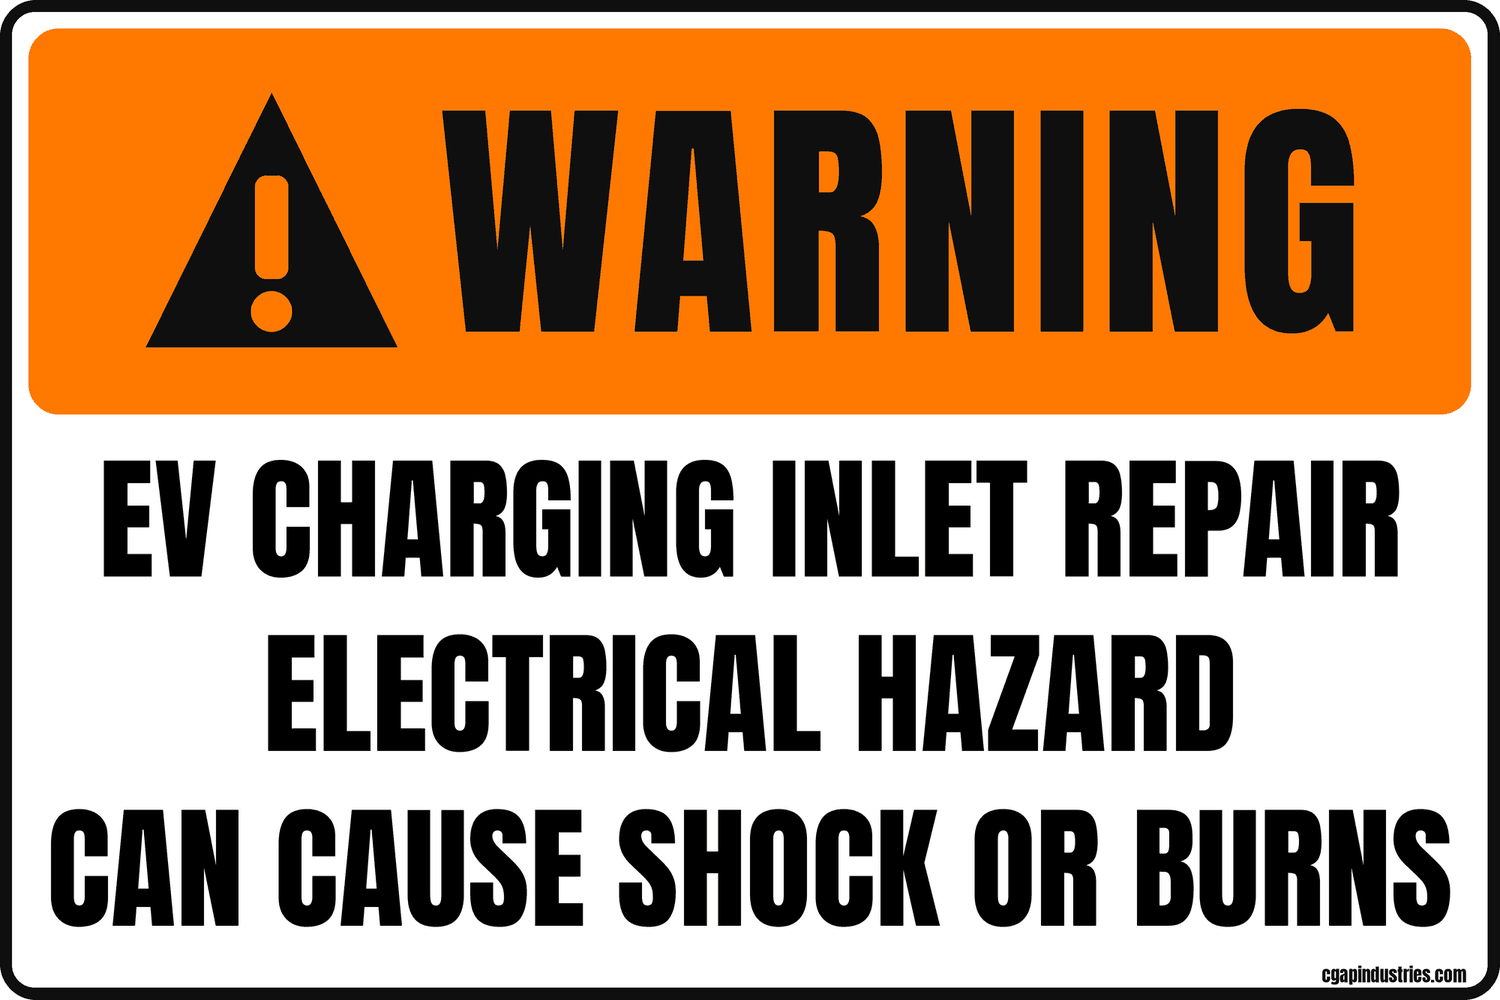 WARNING
EV CHARGING INLET REPAIR
ELECTRICAL HAZARD
CAN CAUSE SHOCK OR BURNS
cgapindustries.com